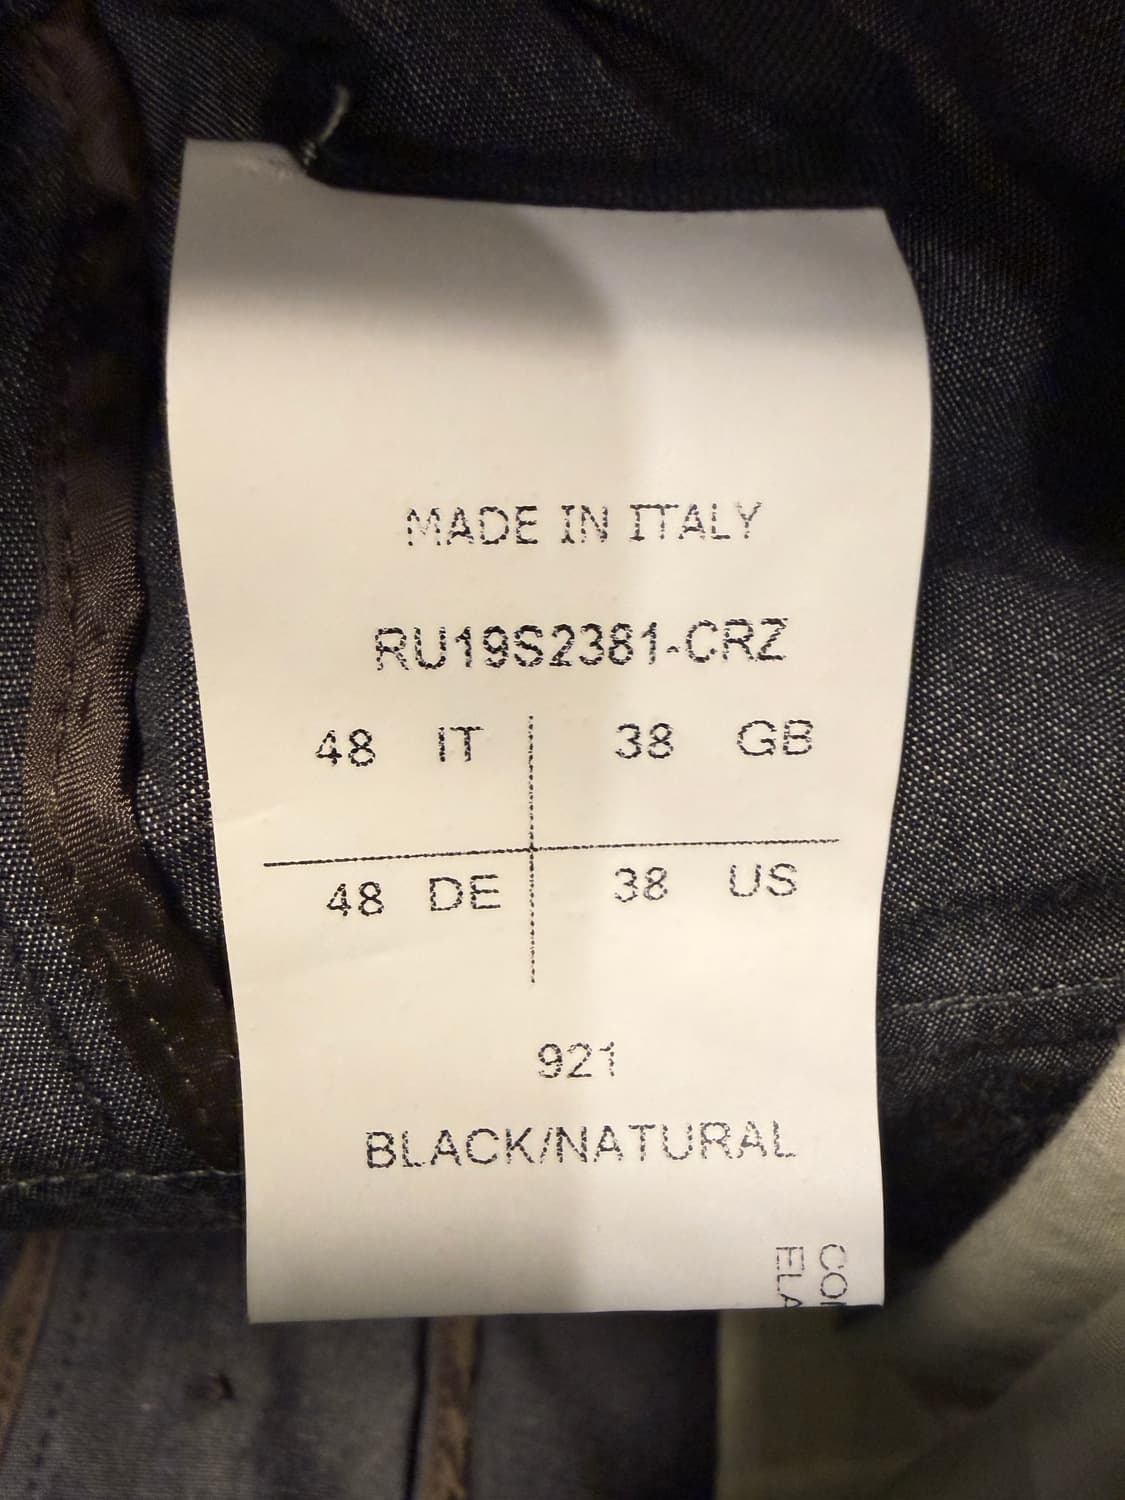 MADE IN ITALY
RU19S2381-CRZ
48 IT 38 GB
48 DE 38 US
921
BLACK/NATURAL